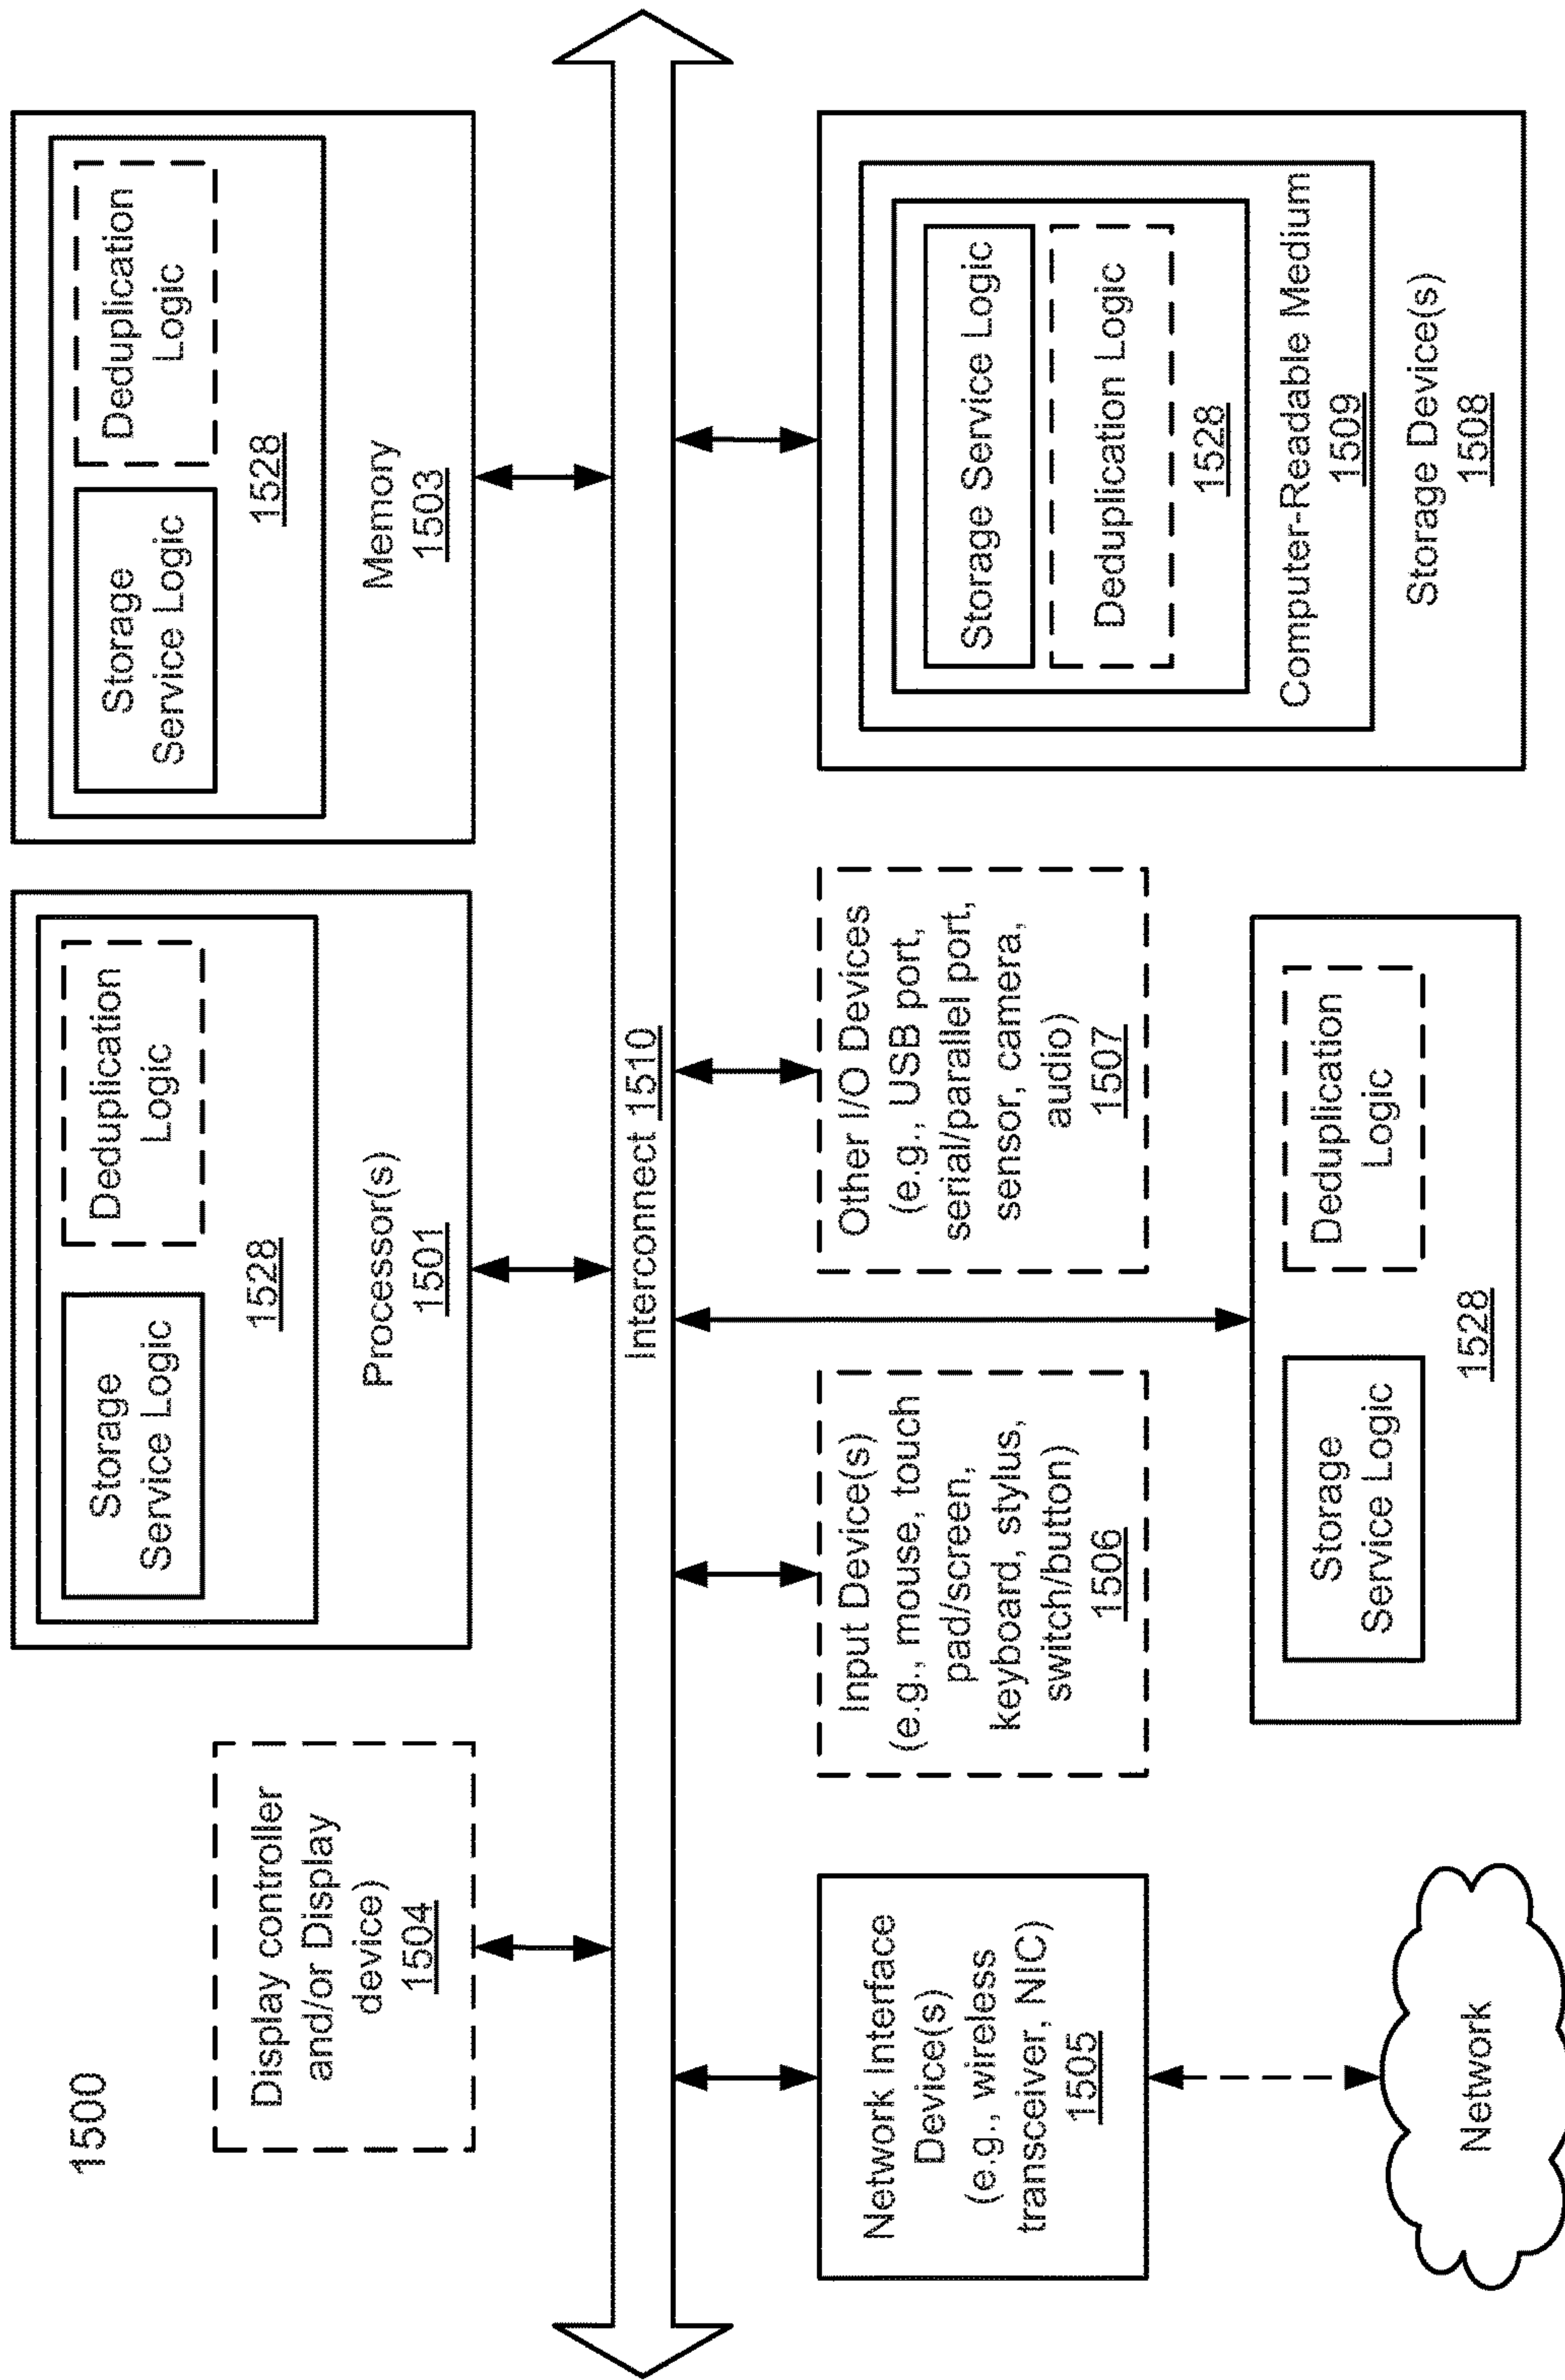 1500
Display controller
and/or Display
device)
1504
Storage
Service Logic
Deduplication
Logic
1528
Processor(s)
1501
Storage
Service Logic
Deduplication
Logic
1528
Memory
1503
Interconnect 1510
Network Interface
Device(s)
(e.g., wireless
transceiver, NIC)
1505
Network
Input Device(s)
(e.g., mouse, touch
pad/screen,
keyboard, stylus,
switch/button)
1506
Other I/O Devices
(e.g., USB port,
serial/parallel port,
sensor, camera,
audio)
1507
Storage
Service Logic
Deduplication
Logic
1528
Storage Service Logic
Deduplication Logic
1528
Computer-Readable Medium
1509
Storage Device(s)
1508